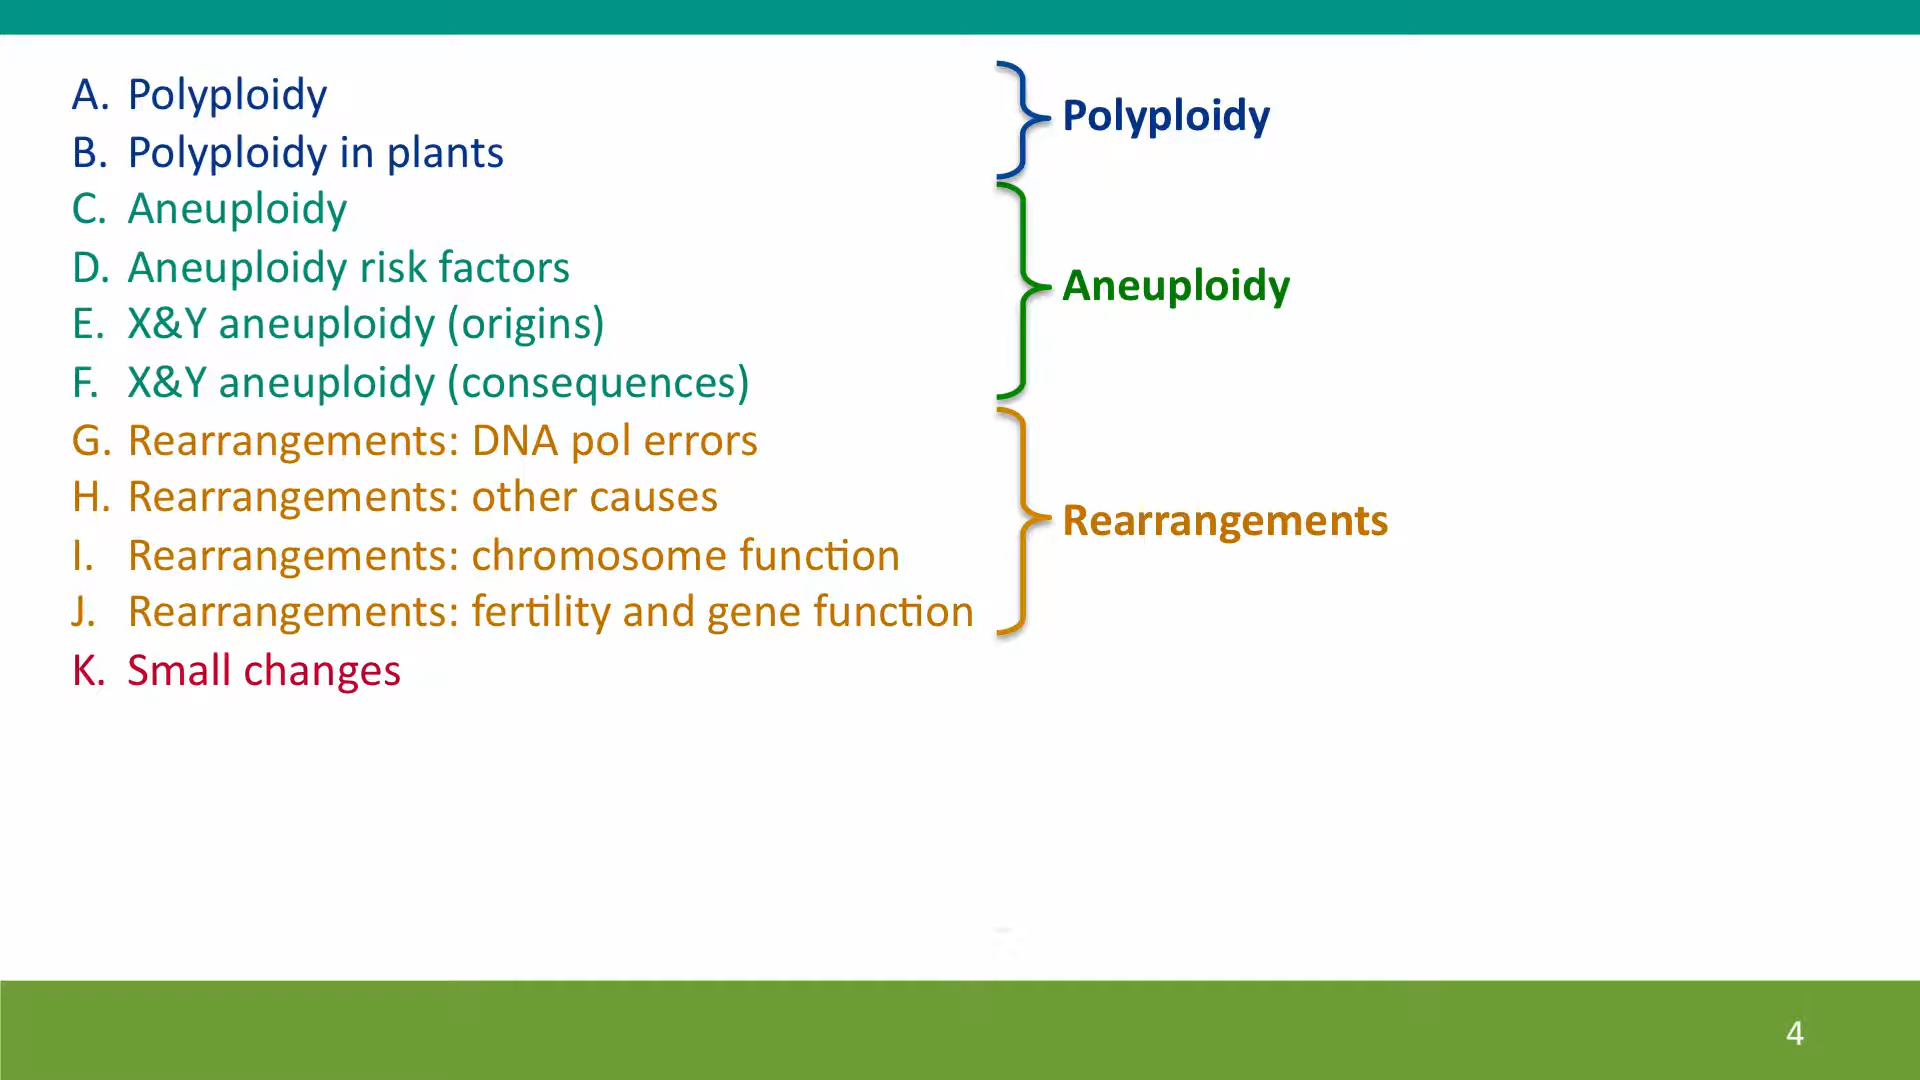 A. Polyploidy
B. Polyploidy in plants
C. Aneuploidy
D. Aneuploidy risk factors
E. X&Y aneuploidy (origins)
F. X&Y aneuploidy (consequences)
G. Rearrangements: DNA pol errors
H. Rearrangements: other causes
I. Rearrangements: chromosome function
J. Rearrangements: fertility and gene function
K. Small changes
Polyploidy
Aneuploidy
Rearrangements
4